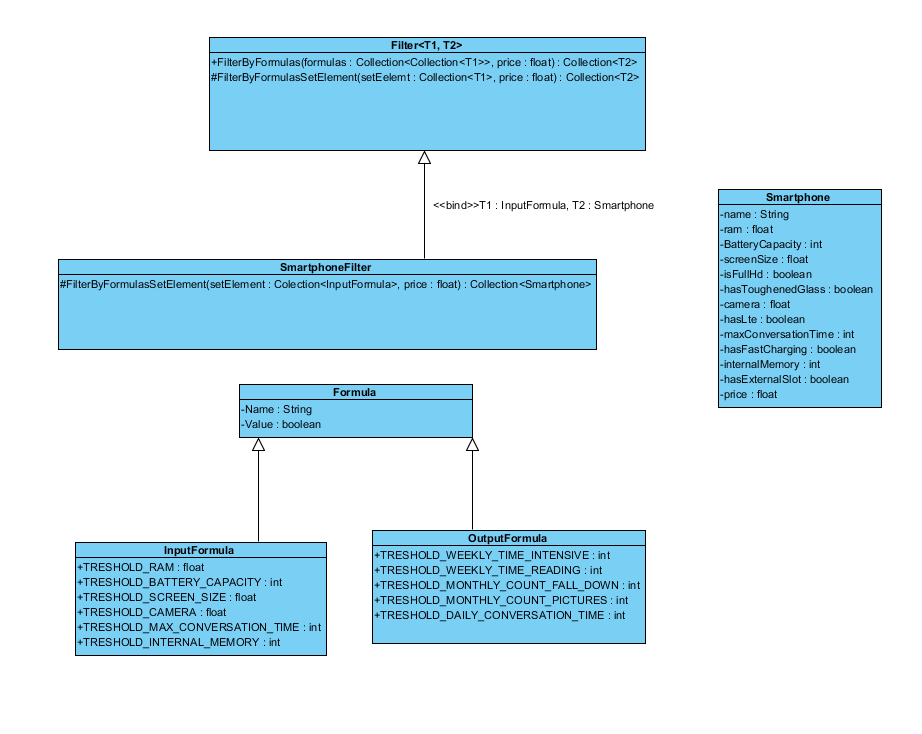 Filter<T1, T2>
+FilterByFormulas(formulas : Collection<Collection<T1>>, price : float) : Collection<T2>
#FilterByFormulasSetElement(setEelemt : Collection<T1>, price : float) : Collection<T2>
<<bind>>T1 : InputFormula, T2 : Smartphone
Smartphone
-name : String
-ram : float
-BatteryCapacity : int
-screenSize : float
-isFullHd : boolean
-hasToughenedGlass : boolean
-camera : float
-hasLte : boolean
-maxConversationTime : int
-hasFastCharging : boolean
-internalMemory : int
-hasExternalSlot : boolean
-price : float
SmartphoneFilter
#FilterByFormulasSetElement(setElement : Colection<InputFormula>, price : float) : Collection<Smartphone>
Formula
-Name : String
-Value : boolean
InputFormula
+TRESHOLD_RAM : float
+TRESHOLD_BATTERY_CAPACITY : int
+TRESHOLD_SCREEN_SIZE : float
+TRESHOLD_CAMERA : float
+TRESHOLD_MAX_CONVERSATION_TIME : int
+TRESHOLD_INTERNAL_MEMORY : int
OutputFormula
+TRESHOLD_WEEKLY_TIME_INTENSIVE : int
+TRESHOLD_WEEKLY_TIME_READING : int
+TRESHOLD_MONTHLY_COUNT_FALL_DOWN : int
+TRESHOLD_MONTHLY_COUNT_PICTURES : int
+TRESHOLD_DAILY_CONVERSATION_TIME : int